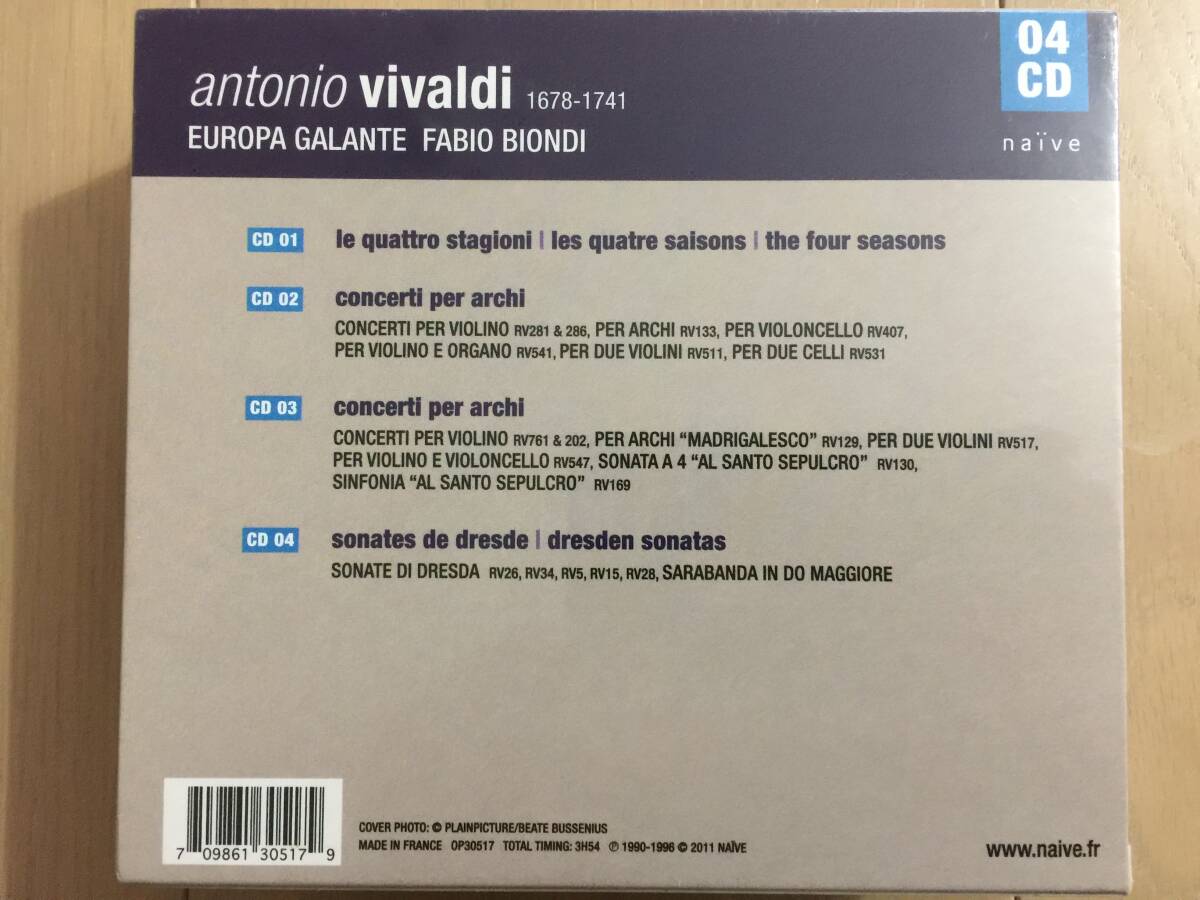 antonio vivaldi 1678-1741
EUROPA GALANTE FABIO BIONDI
04
CD
naïve
CD 01 le quattro stagioni | les quatre saisons | the four seasons
CD 02 concerti per archi
CONCERTI PER VIOLINO RV281 & 286, PER ARCHI RV133, PER VIOLONCELLO RV407,
PER VIOLINO E ORGANO RV541, PER DUE VIOLINI RV511, PER DUE CELLI RV531
CD 03 concerti per archi
CONCERTI PER VIOLINO RV761 & 202, PER ARCHI “MADRIGALESCO” RV129, PER DUE VIOLINI RV517,
PER VIOLINO E VIOLONCELLO RV547, SONATA A 4 “AL SANTO SEPULCRO” RV130,
SINFONIA “AL SANTO SEPULCRO” RV169
CD 04 sonates de dresde | dresden sonatas
SONATE DI DRESDA RV26, RV34, RV5, RV15, RV28, SARABANDA IN DO MAGGIORE
7 09861 30517 9
COVER PHOTO: © PLAINPICTURE/BEATE BUSSENIUS
MADE IN FRANCE OP30517 TOTAL TIMING: 3H54 ℗ 1990-1996 © 2011 NAÏVE
www.naive.fr